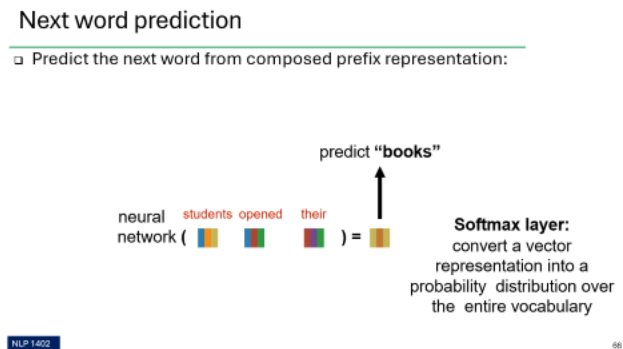 Next word prediction
Predict the next word from composed prefix representation:
predict “books”
students opened their
neural
network ( ) =
Softmax layer:
convert a vector
representation into a
probability distribution over
the entire vocabulary
NLP 1402
66